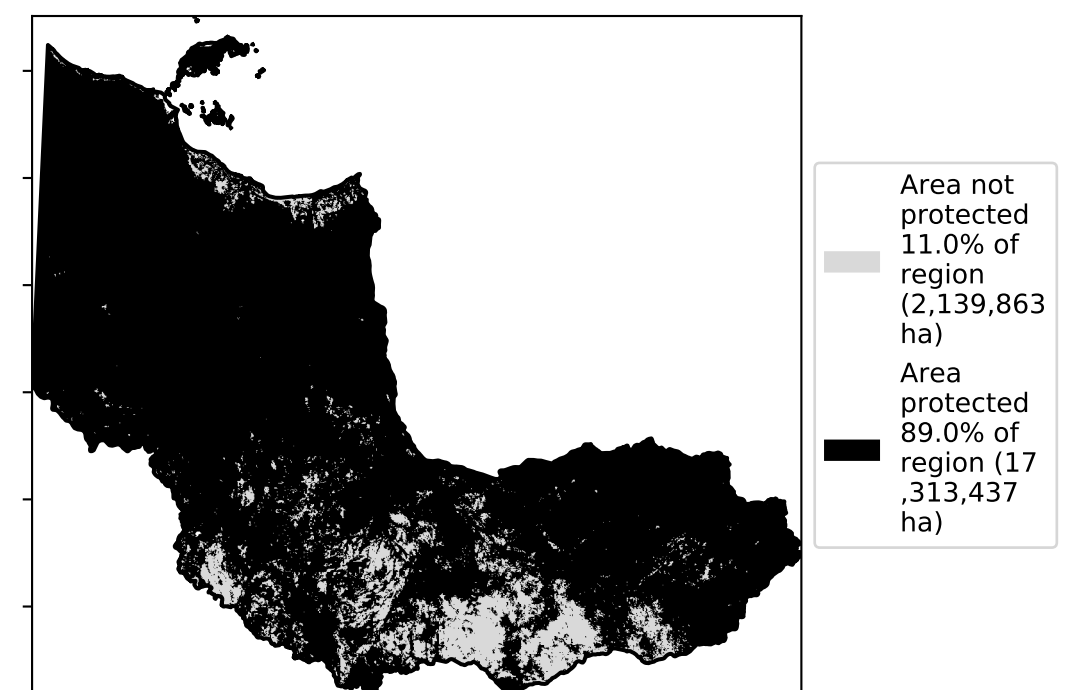 Area not
protected
11.0% of
region
(2,139,863
ha)
Area
protected
89.0% of
region (17
,313,437
ha)